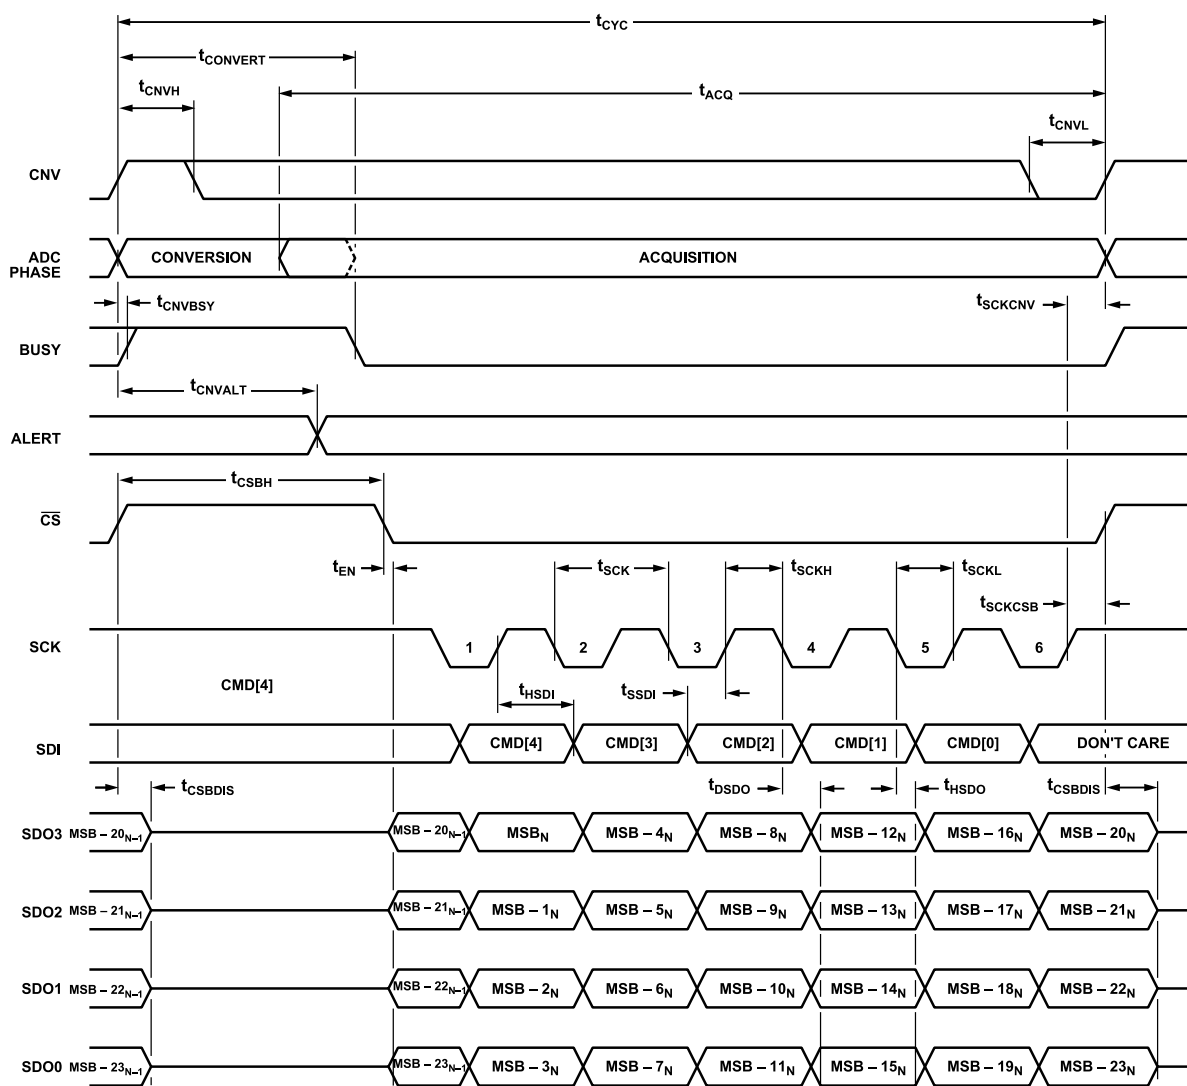 tCYC
tCONVERT
tCNVH
tACQ
tCNVL
CNV
ADC
PHASE
CONVERSION
ACQUISITION
tCNVBSY
tSCKCNV
BUSY
tCNVALT
ALERT
tCSBH
CS
tEN
tSCK
tSCKH
tSCKL
tSCKCSB
SCK
1 2 3 4 5 6
CMD[4]
tHSDI
tSSDI
SDI
CMD[4] CMD[3] CMD[2] CMD[1] CMD[0] DON'T CARE
tCSBDIS
tDSDO
tHSDO
tCSBDIS
SDO3 MSB – 20N–1 MSB – 20N–1 MSBN MSB – 4N MSB – 8N MSB – 12N MSB – 16N MSB – 20N
SDO2 MSB – 21N–1 MSB – 21N–1 MSB – 1N MSB – 5N MSB – 9N MSB – 13N MSB – 17N MSB – 21N
SDO1 MSB – 22N–1 MSB – 22N–1 MSB – 2N MSB – 6N MSB – 10N MSB – 14N MSB – 18N MSB – 22N
SDO0 MSB – 23N–1 MSB – 23N–1 MSB – 3N MSB – 7N MSB – 11N MSB – 15N MSB – 19N MSB – 23N